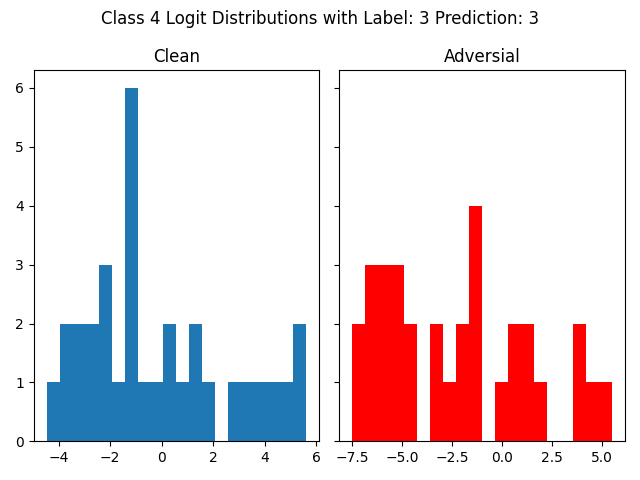 Class 4 Logit Distributions with Label: 3 Prediction: 3
Clean
Adversial
6
5
4
3
2
1
0
−4 −2 0 2 4 6
−7.5 −5.0 −2.5 0.0 2.5 5.0